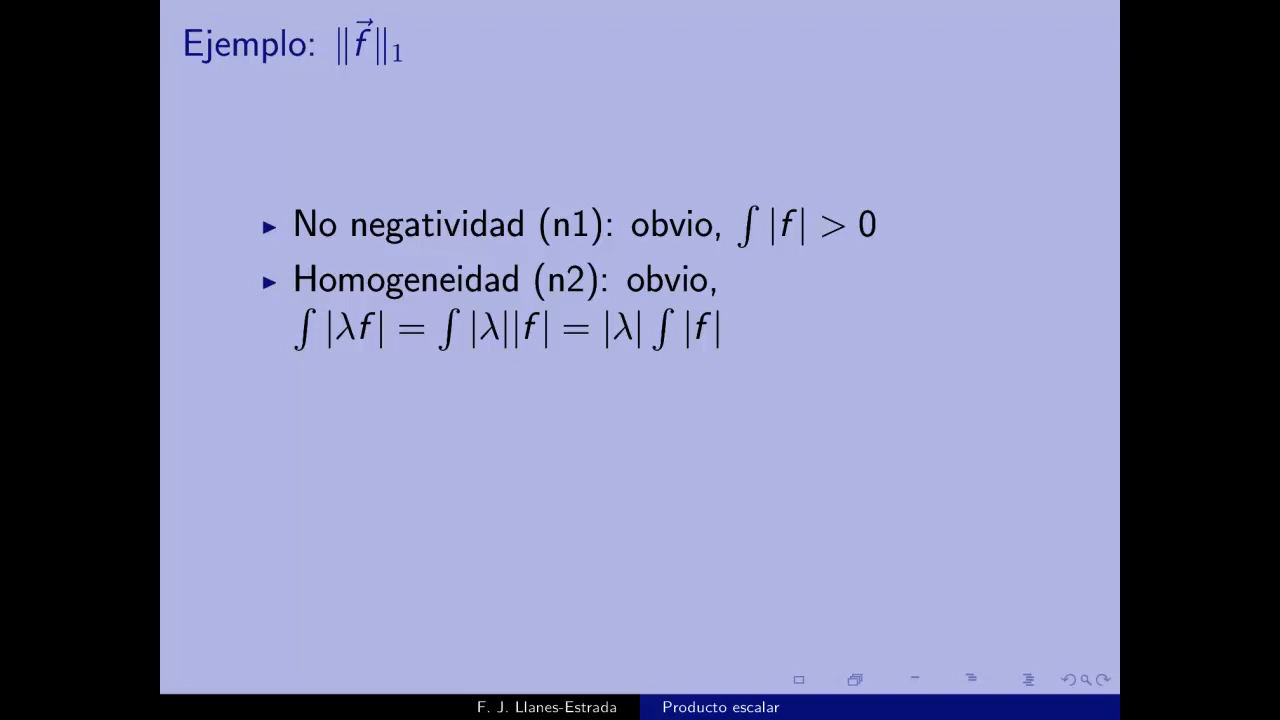 Ejemplo: ‖f⃗‖₁
▶ No negatividad (n1): obvio, ∫ |f| > 0
▶ Homogeneidad (n2): obvio,
∫ |λf| = ∫ |λ||f| = |λ| ∫ |f|
F. J. Llanes-Estrada
Producto escalar